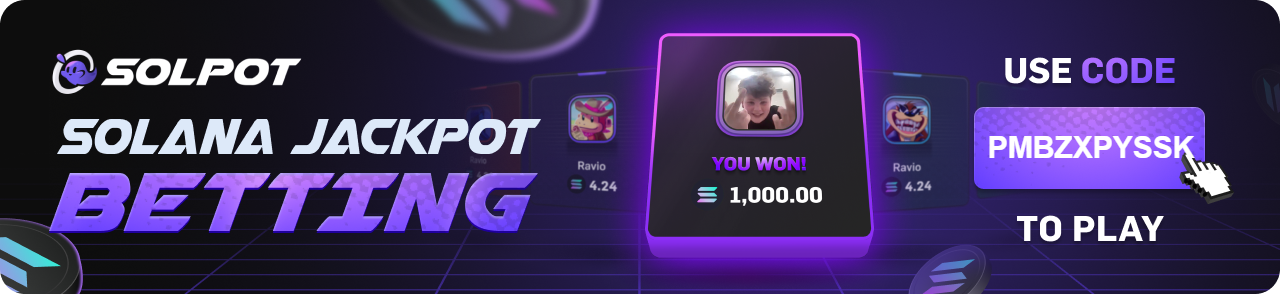 SOLPOT
SOLANA JACKPOT
BETTING
Ravio
4.24
YOU WON!
1,000.00
Ravio
4.24
USE CODE
PMBZXPYSSK
TO PLAY